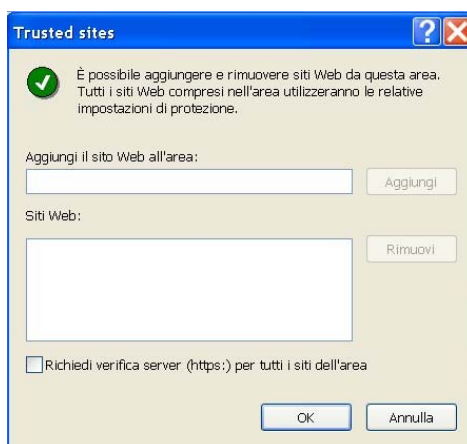 Trusted sites
È possibile aggiungere e rimuovere siti Web da questa area.
Tutti i siti Web compresi nell'area utilizzeranno le relative
impostazioni di protezione.
Aggiungi il sito Web all'area:
Aggiungi
Siti Web:
Rimuovi
Richiedi verifica server (https:) per tutti i siti dell'area
OK
Annulla